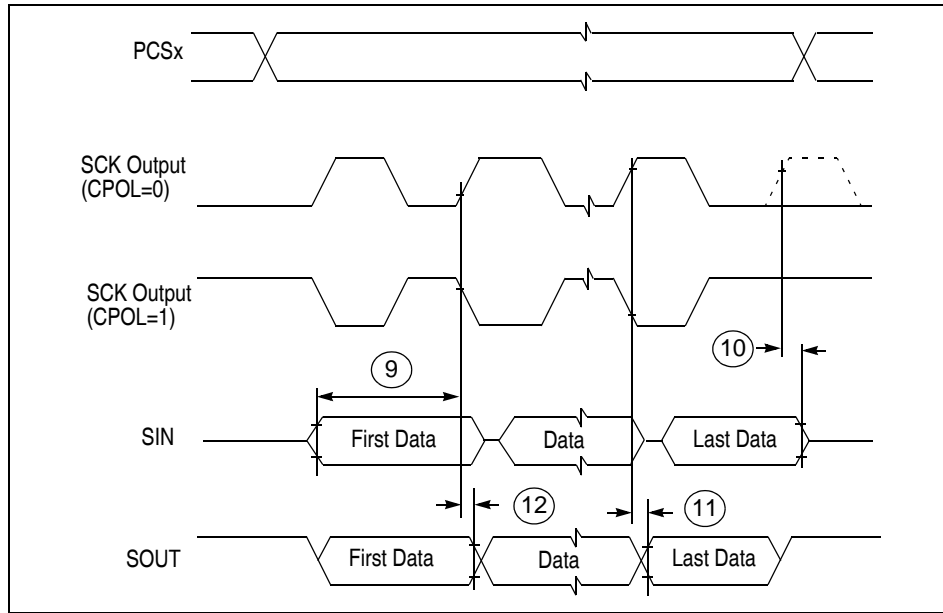 PCSx
SCK Output
(CPOL=0)
SCK Output
(CPOL=1)
10
9
SIN
First Data
Data
Last Data
12
11
SOUT
First Data
Data
Last Data